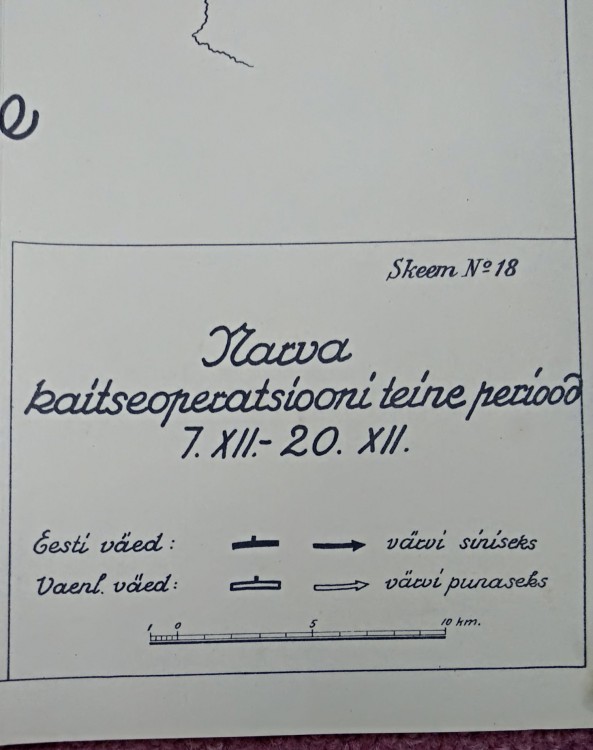 e
Skeem Nº 18
Narva
kaitseoperatsiooni teine periood
7. XII. - 20. XII.
Eesti väed: värvi siniseks
Vaenl. väed: värvi punaseks
1 0 5 10 km.